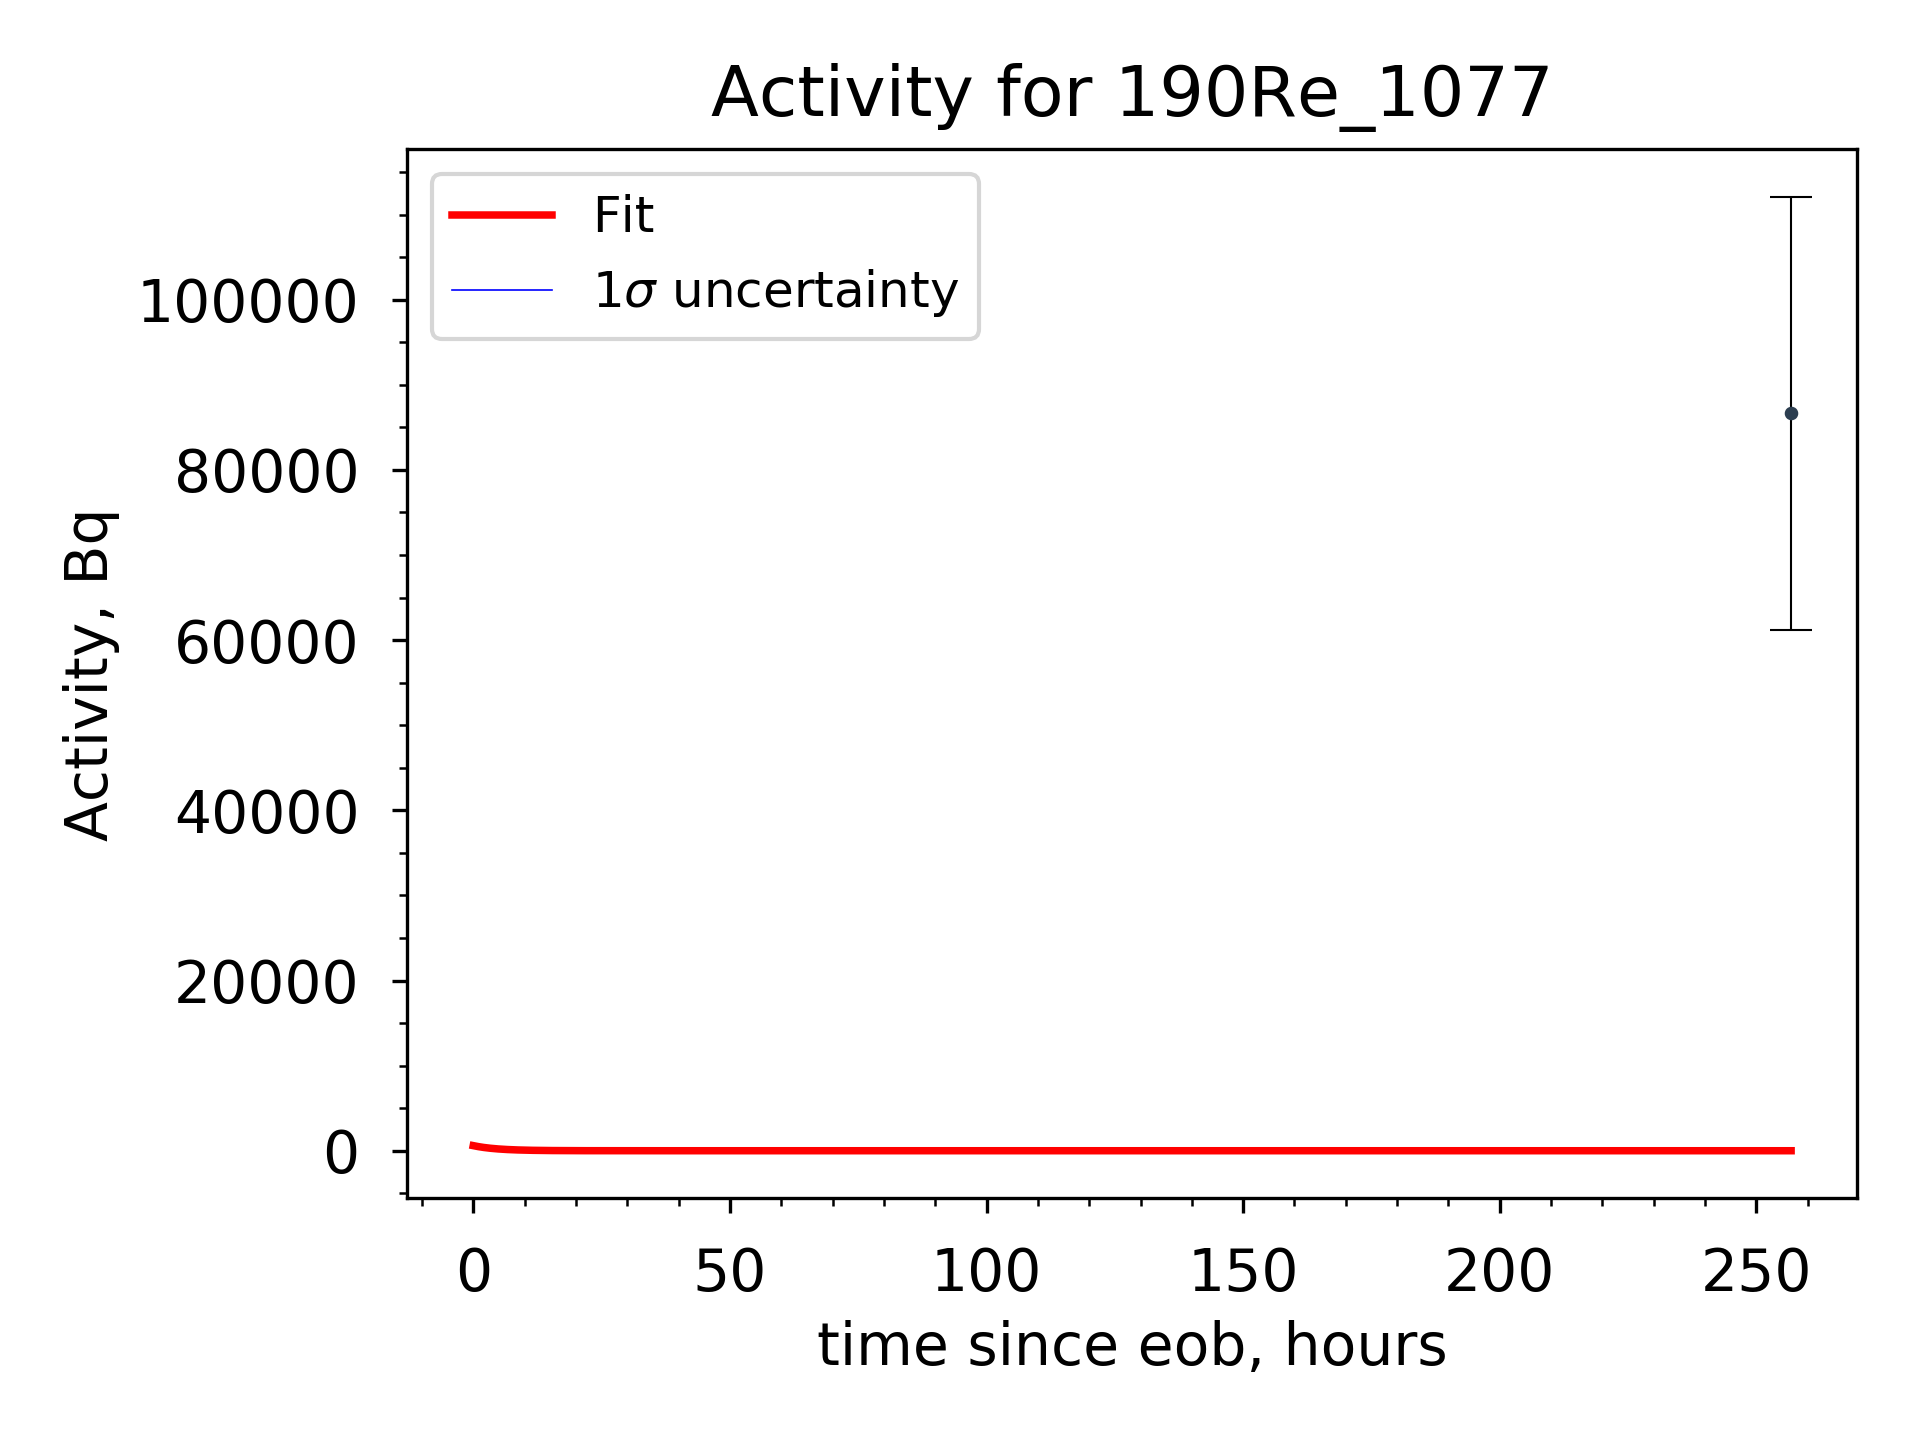 Activity for 190Re_1077
Fit
1σ uncertainty
Activity, Bq
100000
80000
60000
40000
20000
0
0 50 100 150 200 250
time since eob, hours